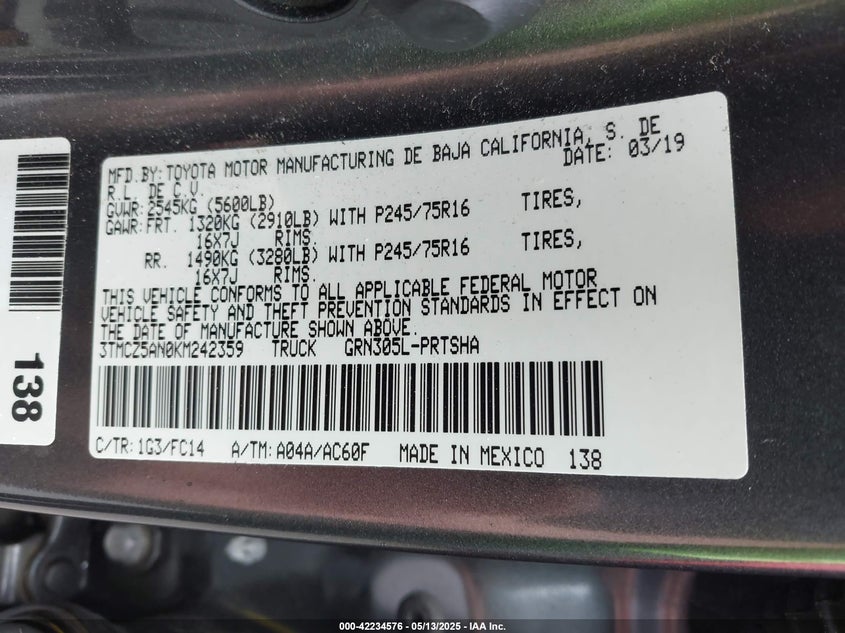 MFD.BY:TOYOTA MOTOR MANUFACTURING DE BAJA CALIFORNIA, S. DE
R.L. DE C.V. DATE: 03/19
GVWR:2545KG (5600LB)
GAWR:FRT. 1320KG (2910LB) WITH P245/75R16 TIRES,
16X7J RIMS.
RR. 1490KG (3280LB) WITH P245/75R16 TIRES,
16X7J RIMS.
THIS VEHICLE CONFORMS TO ALL APPLICABLE FEDERAL MOTOR
VEHICLE SAFETY AND THEFT PREVENTION STANDARDS IN EFFECT ON
THE DATE OF MANUFACTURE SHOWN ABOVE.
3TMCZ5AN0KM242359 TRUCK GRN305L-PRTSHA
C/TR:1G3/FC14 A/TM:A04A/AC60F MADE IN MEXICO 138
138
000-42234576 — 05/13/2025 — IAA Inc.